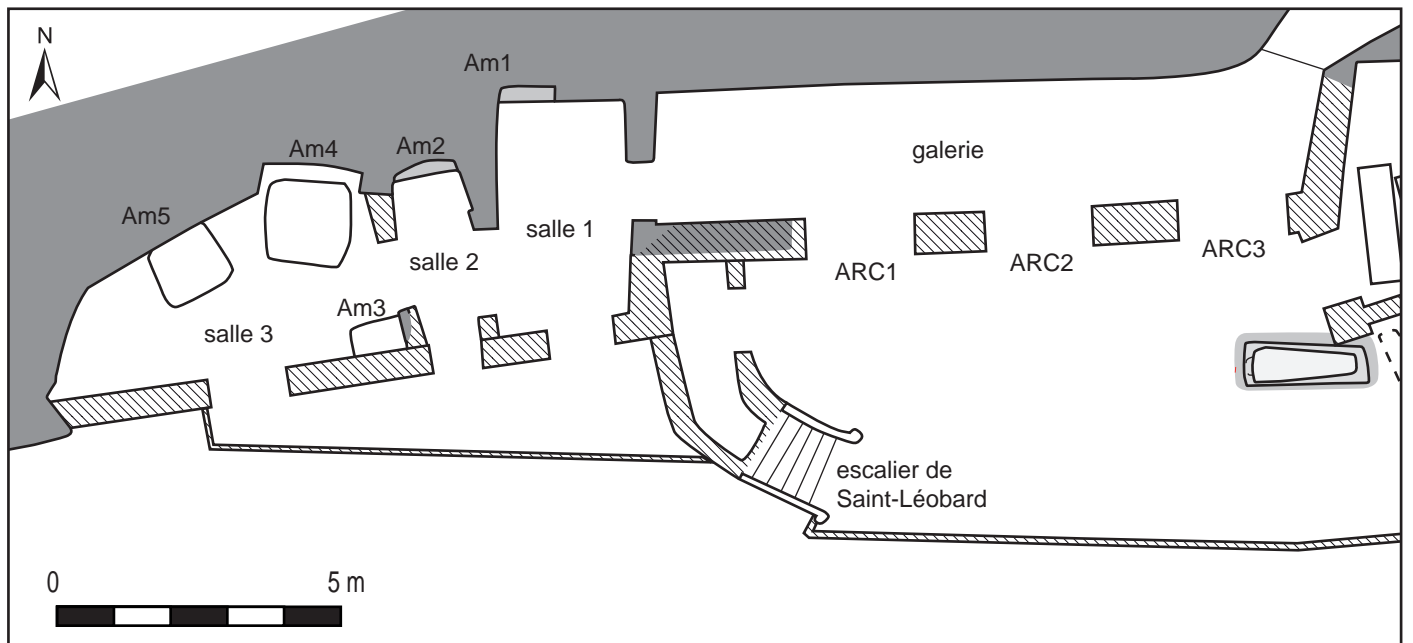 N
Am1
Am4
Am2
galerie
Am5
salle 1
salle 2
ARC1
ARC2
ARC3
Am3
salle 3
escalier de
Saint-Léobard
0
5 m